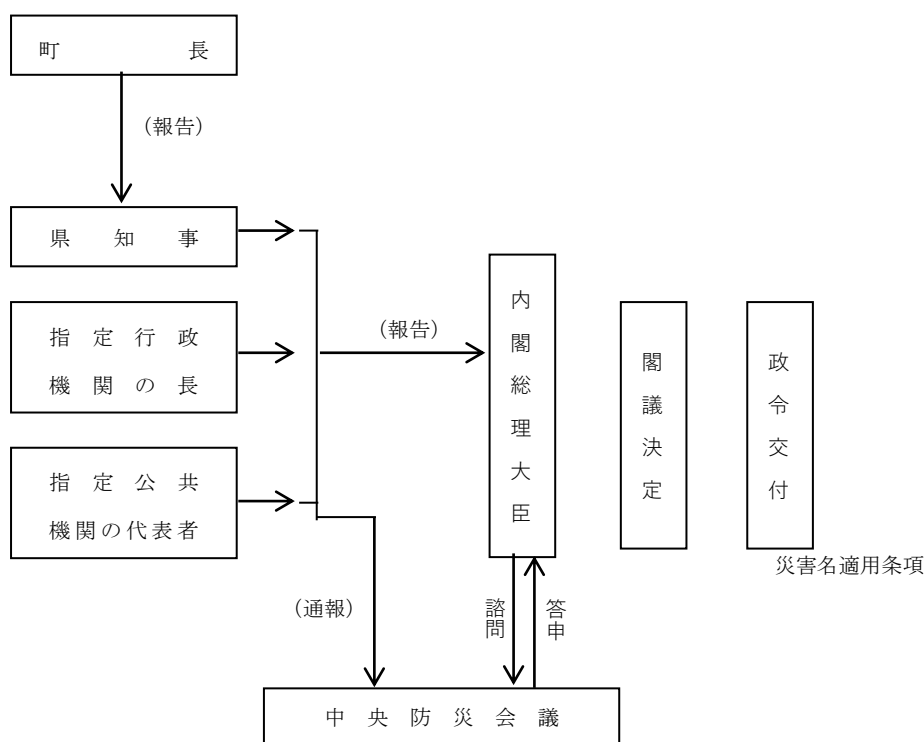 町長
(報告)
県知事
指定行政
機関の長
指定公共
機関の代表者
(報告)
(通報)
内閣総理大臣
諮問
答申
閣議決定
政令交付
災害名適用条項
中央防災会議